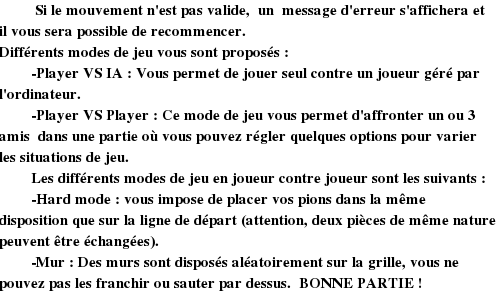 Si le mouvement n'est pas valide, un message d'erreur s'affichera et
il vous sera possible de recommencer.
Différents modes de jeu vous sont proposés :
-Player VS IA : Vous permet de jouer seul contre un joueur géré par
l'ordinateur.
-Player VS Player : Ce mode de jeu vous permet d'affronter un ou 3
amis dans une partie où vous pouvez régler quelques options pour varier
les situations de jeu.
Les différents modes de jeu en joueur contre joueur sont les suivants :
-Hard mode : vous impose de placer vos pions dans la même
disposition que sur la ligne de départ (attention, deux pièces de même nature
peuvent être échangées).
-Mur : Des murs sont disposés aléatoirement sur la grille, vous ne
pouvez pas les franchir ou sauter par dessus. BONNE PARTIE !